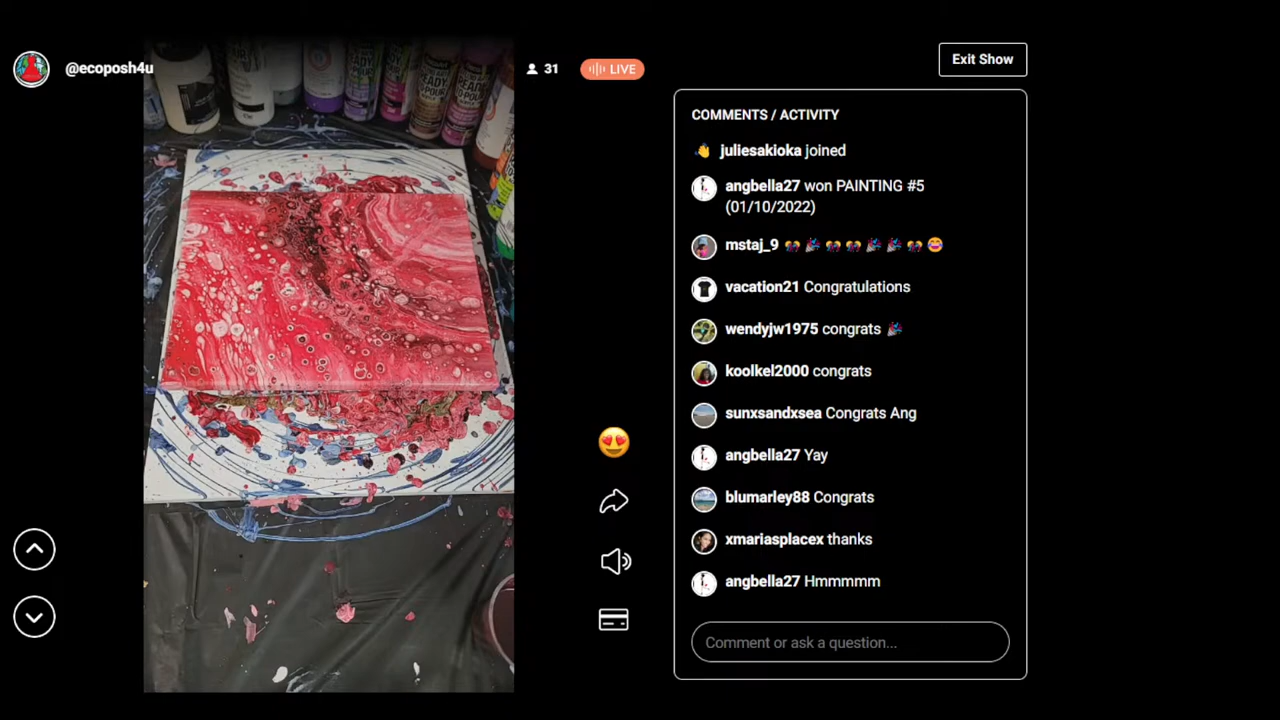 @ecoposh4u
31
LIVE
Exit Show
COMMENTS / ACTIVITY
👋 juliesakioka joined
angbella27 won PAINTING #5
(01/10/2022)
mstaj_9 🎊 🎉 🎊 🎊 🎉 🎉 🎊 😂
vacation21 Congratulations
wendyjw1975 congrats 🎉
koolkel2000 congrats
sunxsandxsea Congrats Ang
angbella27 Yay
blumarley88 Congrats
xmariasplacex thanks
angbella27 Hmmmmm
Comment or ask a question...
READY